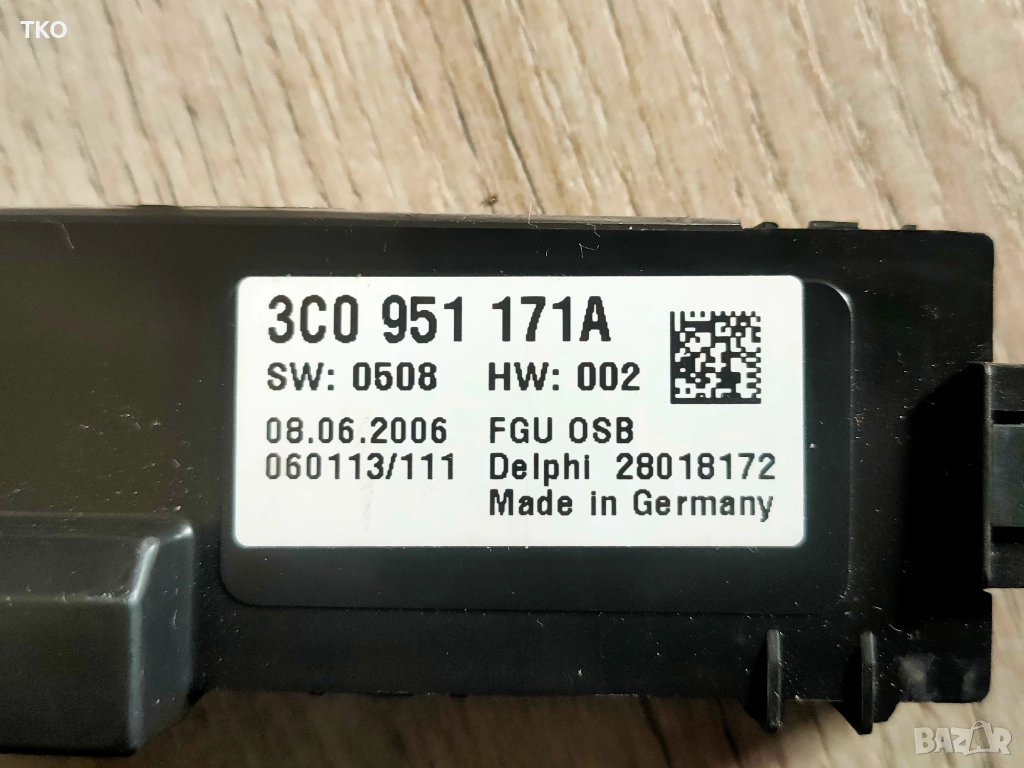 TKO
3C0 951 171A
SW: 0508 HW: 002
08.06.2006 FGU OSB
060113/111 Delphi 28018172
Made in Germany
BAZAR